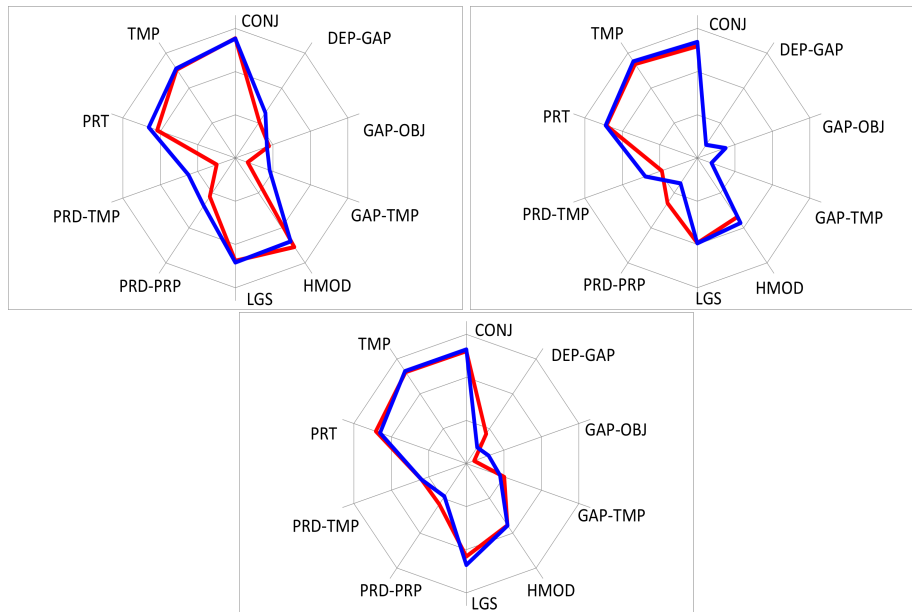 CONJ
DEP-GAP
GAP-OBJ
GAP-TMP
HMOD
LGS
PRD-PRP
PRD-TMP
PRT
TMP
CONJ
DEP-GAP
GAP-OBJ
GAP-TMP
HMOD
LGS
PRD-PRP
PRD-TMP
PRT
TMP
CONJ
DEP-GAP
GAP-OBJ
GAP-TMP
HMOD
LGS
PRD-PRP
PRD-TMP
PRT
TMP